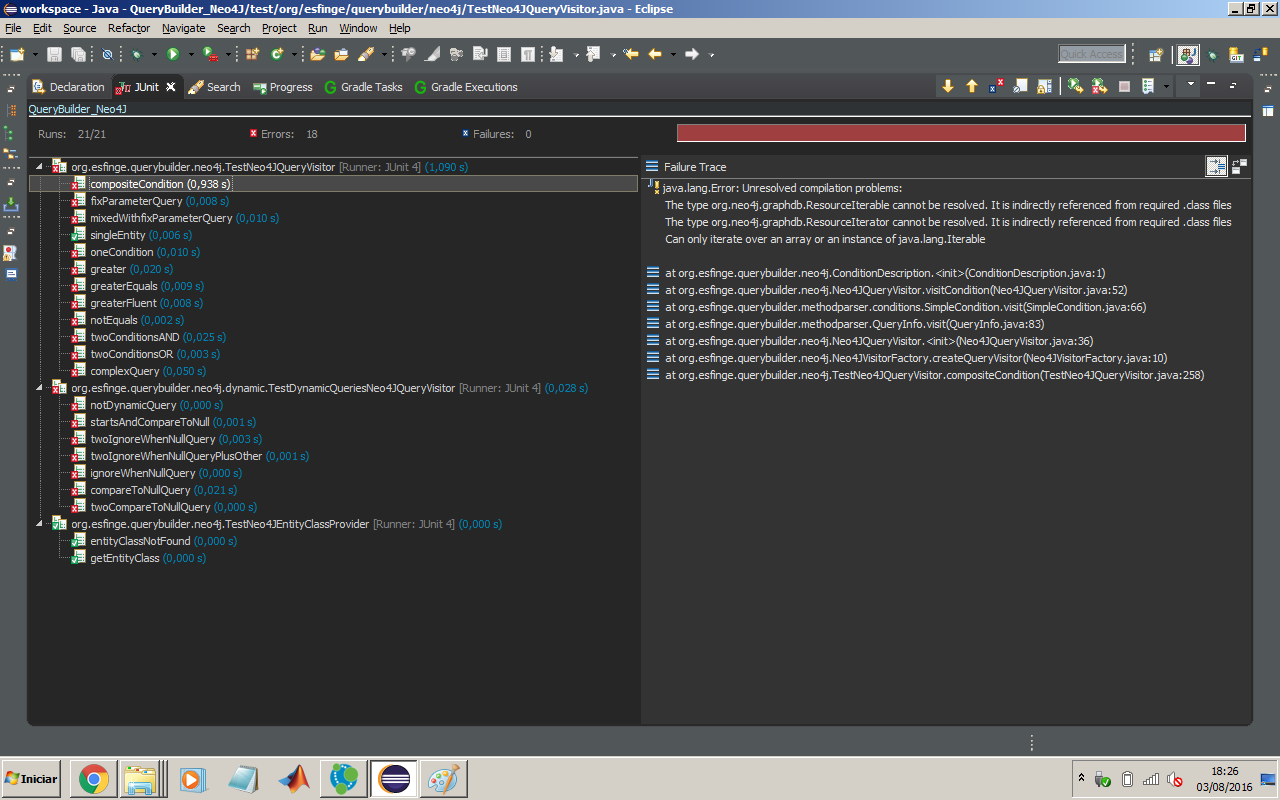 workspace - Java - QueryBuilder_Neo4J/test/org/esfinge/querybuilder/neo4j/TestNeo4JQueryVisitor.java - Eclipse
File Edit Source Refactor Navigate Search Project Run Window Help
Quick Access
Declaration JUnit Search Progress Gradle Tasks Gradle Executions
QueryBuilder_Neo4J
Runs: 21/21 Errors: 18 Failures: 0
org.esfinge.querybuilder.neo4j.TestNeo4JQueryVisitor [Runner: JUnit 4] (1,090 s)
compositeCondition (0,938 s)
fixParameterQuery (0,008 s)
mixedWithfixParameterQuery (0,010 s)
singleEntity (0,006 s)
oneCondition (0,010 s)
greater (0,020 s)
greaterEquals (0,009 s)
greaterFluent (0,008 s)
notEquals (0,002 s)
twoConditionsAND (0,025 s)
twoConditionsOR (0,003 s)
complexQuery (0,050 s)
org.esfinge.querybuilder.neo4j.dynamic.TestDynamicQueriesNeo4JQueryVisitor [Runner: JUnit 4] (0,028 s)
notDynamicQuery (0,000 s)
startsAndCompareToNull (0,001 s)
twoIgnoreWhenNullQuery (0,003 s)
twoIgnoreWhenNullQueryPlusOther (0,001 s)
ignoreWhenNullQuery (0,000 s)
compareToNullQuery (0,021 s)
twoCompareToNullQuery (0,000 s)
org.esfinge.querybuilder.neo4j.TestNeo4JEntityClassProvider [Runner: JUnit 4] (0,000 s)
entityClassNotFound (0,000 s)
getEntityClass (0,000 s)
Failure Trace
java.lang.Error: Unresolved compilation problems:
The type org.neo4j.graphdb.ResourceIterable cannot be resolved. It is indirectly referenced from required .class files
The type org.neo4j.graphdb.ResourceIterator cannot be resolved. It is indirectly referenced from required .class files
Can only iterate over an array or an instance of java.lang.Iterable
at org.esfinge.querybuilder.neo4j.ConditionDescription.<init>(ConditionDescription.java:1)
at org.esfinge.querybuilder.neo4j.Neo4JQueryVisitor.visitCondition(Neo4JQueryVisitor.java:52)
at org.esfinge.querybuilder.methodparser.conditions.SimpleCondition.visit(SimpleCondition.java:66)
at org.esfinge.querybuilder.methodparser.QueryInfo.visit(QueryInfo.java:83)
at org.esfinge.querybuilder.neo4j.Neo4JQueryVisitor.<init>(Neo4JQueryVisitor.java:36)
at org.esfinge.querybuilder.neo4j.Neo4JVisitorFactory.createQueryVisitor(Neo4JVisitorFactory.java:10)
at org.esfinge.querybuilder.neo4j.TestNeo4JQueryVisitor.compositeCondition(TestNeo4JQueryVisitor.java:258)
Iniciar
18:26
03/08/2016